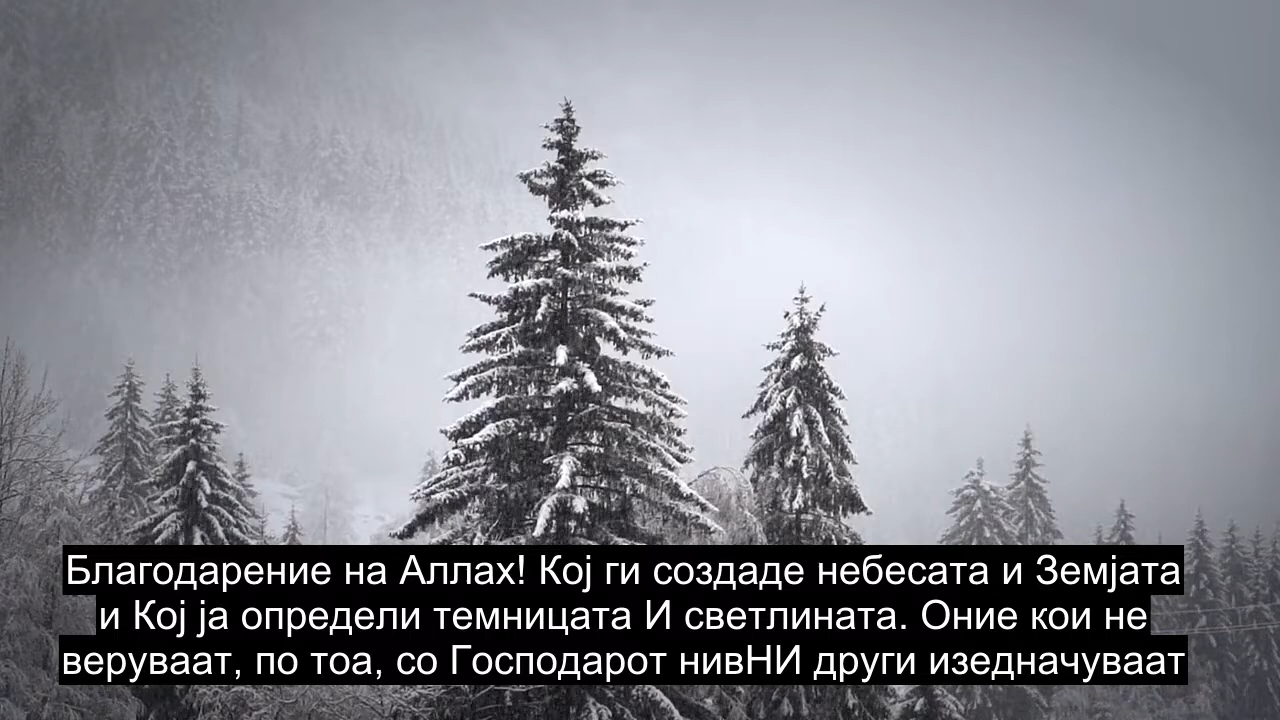 Благодарение на Аллах! Кој ги создаде небесата и Земјата
и Кој ја определи темницата И светлината. Оние кои не
веруваат, по тоа, со Господарот нивНИ други изедначуваат